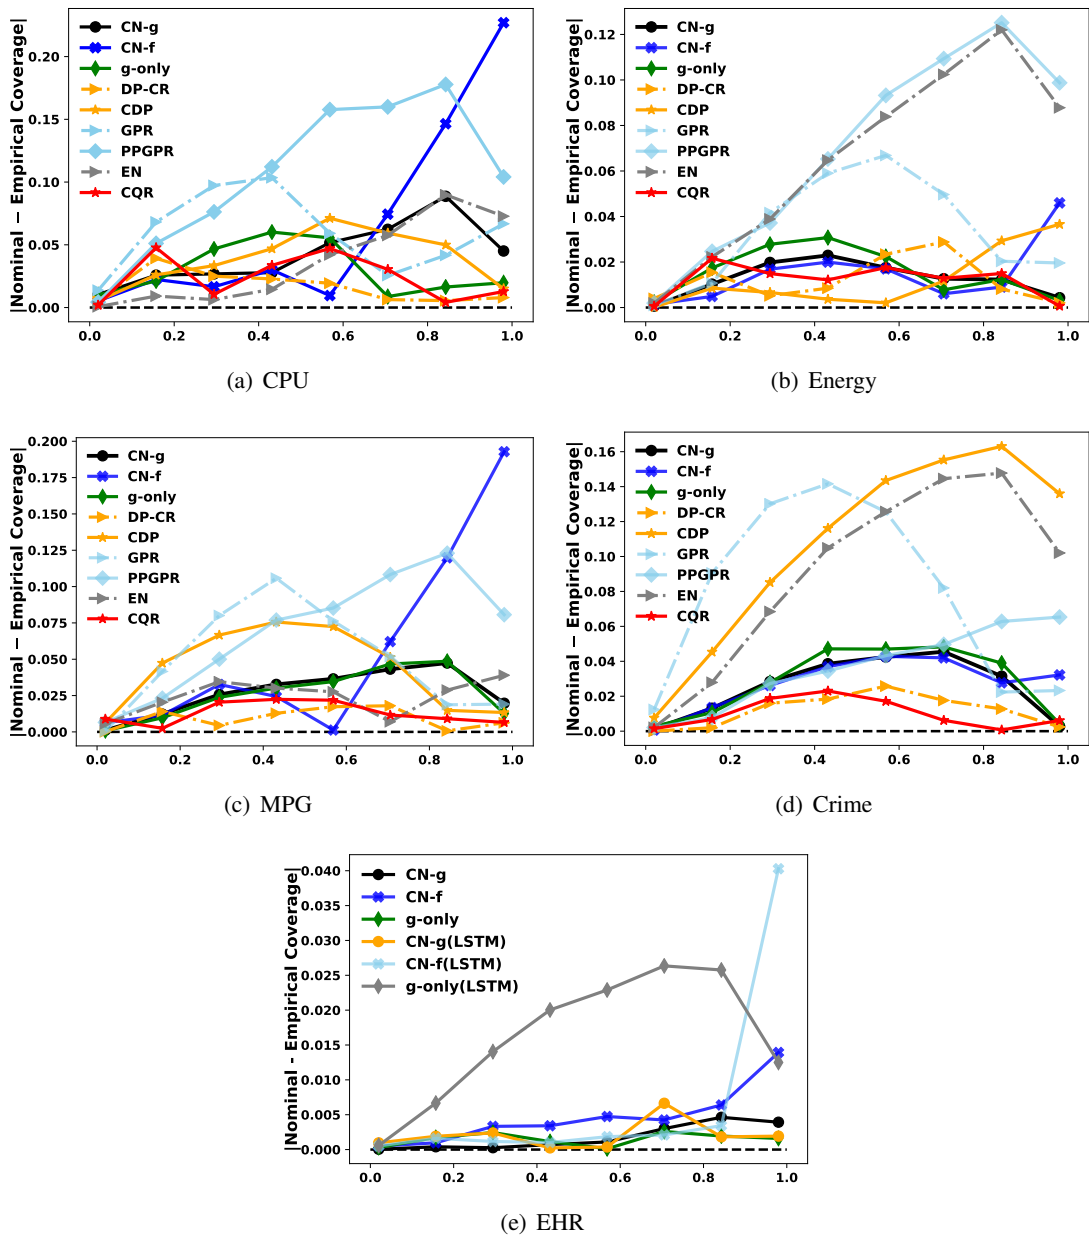 |Nominal − Empirical Coverage|
0.20
0.15
0.10
0.05
0.00
CN-g
CN-f
g-only
DP-CR
CDP
GPR
PPGPR
EN
CQR
0.0 0.2 0.4 0.6 0.8 1.0
(a) CPU
|Nominal − Empirical Coverage|
0.12
0.10
0.08
0.06
0.04
0.02
0.00
CN-g
CN-f
g-only
DP-CR
CDP
GPR
PPGPR
EN
CQR
0.0 0.2 0.4 0.6 0.8 1.0
(b) Energy
|Nominal − Empirical Coverage|
0.200
0.175
0.150
0.125
0.100
0.075
0.050
0.025
0.000
CN-g
CN-f
g-only
DP-CR
CDP
GPR
PPGPR
EN
CQR
0.0 0.2 0.4 0.6 0.8 1.0
(c) MPG
|Nominal − Empirical Coverage|
0.16
0.14
0.12
0.10
0.08
0.06
0.04
0.02
0.00
CN-g
CN-f
g-only
DP-CR
CDP
GPR
PPGPR
EN
CQR
0.0 0.2 0.4 0.6 0.8 1.0
(d) Crime
|Nominal - Empirical Coverage|
0.040
0.035
0.030
0.025
0.020
0.015
0.010
0.005
0.000
CN-g
CN-f
g-only
CN-g(LSTM)
CN-f(LSTM)
g-only(LSTM)
0.0 0.2 0.4 0.6 0.8 1.0
(e) EHR